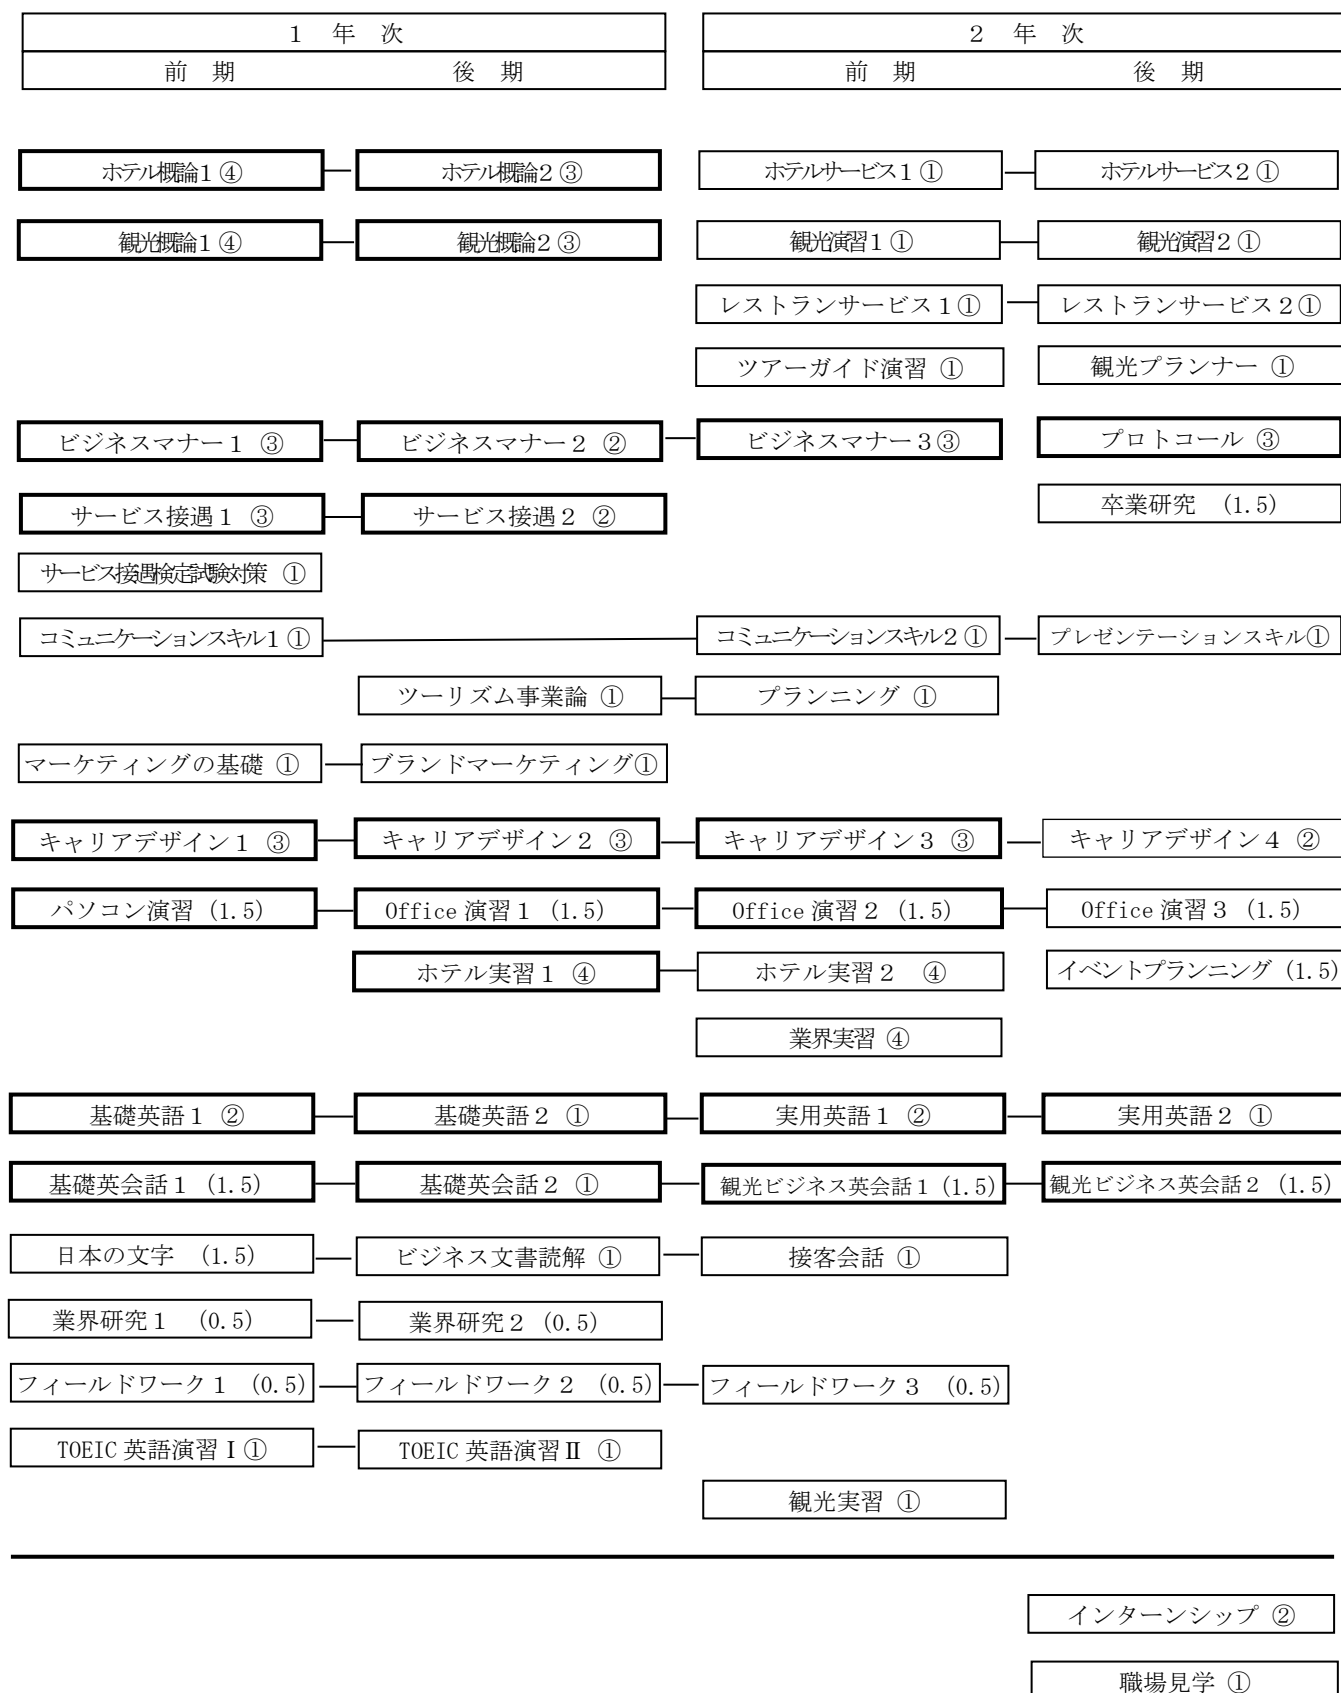 １　年　次　２　年　次
前　期　後　期　前　期　後　期
ホテル概論１④　ホテル概論２③　ホテルサービス１①　ホテルサービス２①
観光概論１④　観光概論２③　観光演習１①　観光演習２①
レストランサービス１①　レストランサービス２①
ツアーガイド演習 ①　観光プランナー ①
ビジネスマナー１ ③　ビジネスマナー２ ②　ビジネスマナー３③　プロトコール ③
サービス接遇１ ③　サービス接遇２ ②　卒業研究 （1.5）
サービス接遇検定試験対策 ①
コミュニケーションスキル１①　コミュニケーションスキル２①　プレゼンテーションスキル①
ツーリズム事業論 ①　プランニング ①
マーケティングの基礎 ①　ブランドマーケティング①
キャリアデザイン１ ③　キャリアデザイン２ ③　キャリアデザイン３ ③　キャリアデザイン４ ②
パソコン演習（1.5）　Office 演習１（1.5）　Office 演習２（1.5）　Office 演習３（1.5）
ホテル実習１ ④　ホテル実習２ ④　イベントプランニング（1.5）
業界実習 ④
基礎英語１ ②　基礎英語２ ①　実用英語１ ②　実用英語２ ①
基礎英会話１（1.5）　基礎英会話２ ①　観光ビジネス英会話１（1.5）　観光ビジネス英会話２（1.5）
日本の文字 （1.5）　ビジネス文書読解 ①　接客会話 ①
業界研究１ （0.5）　業界研究２（0.5）
フィールドワーク１（0.5）　フィールドワーク２（0.5）　フィールドワーク３（0.5）
TOEIC 英語演習Ⅰ①　TOEIC 英語演習Ⅱ ①
観光実習 ①
インターンシップ ②
職場見学 ①